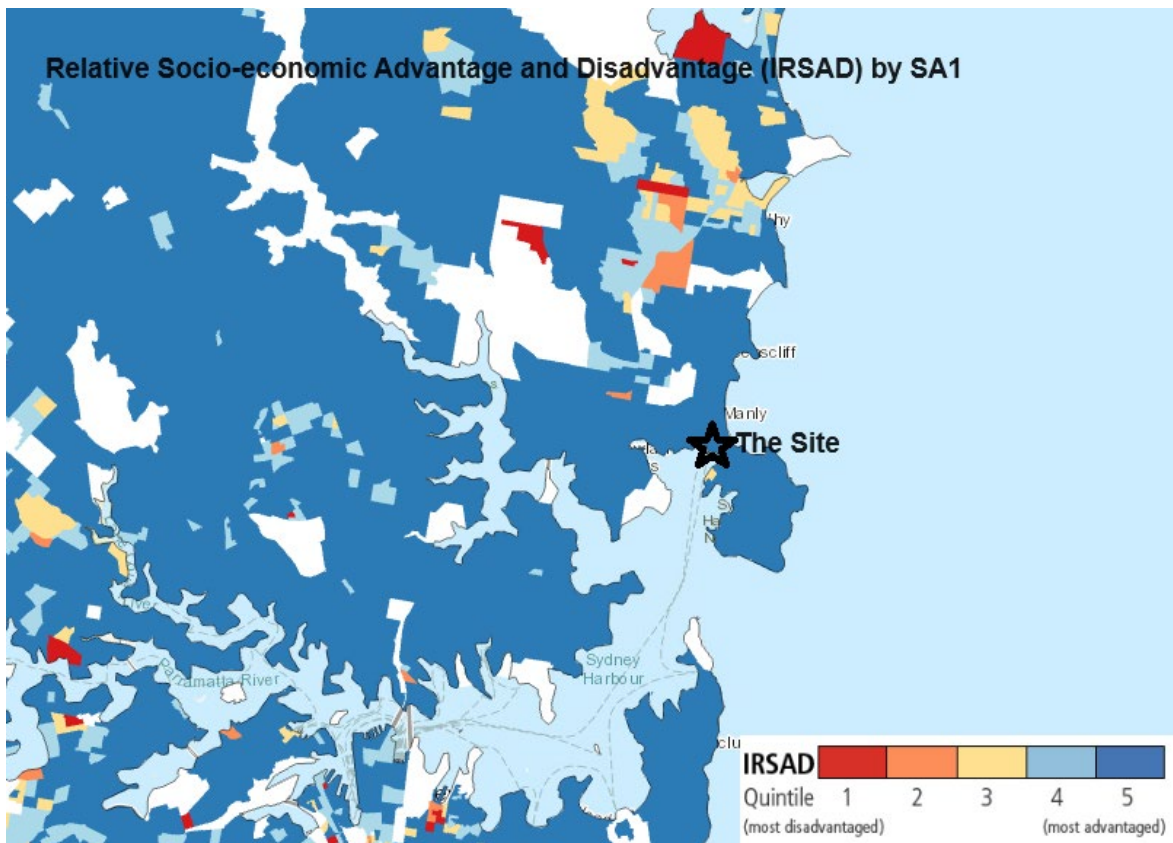 Relative Socio-economic Advantage and Disadvantage (IRSAD) by SA1
Manly
The Site
Sydney
Harbour
Parramatta River
River
IRSAD
Quintile 1 2 3 4 5
(most disadvantaged) (most advantaged)